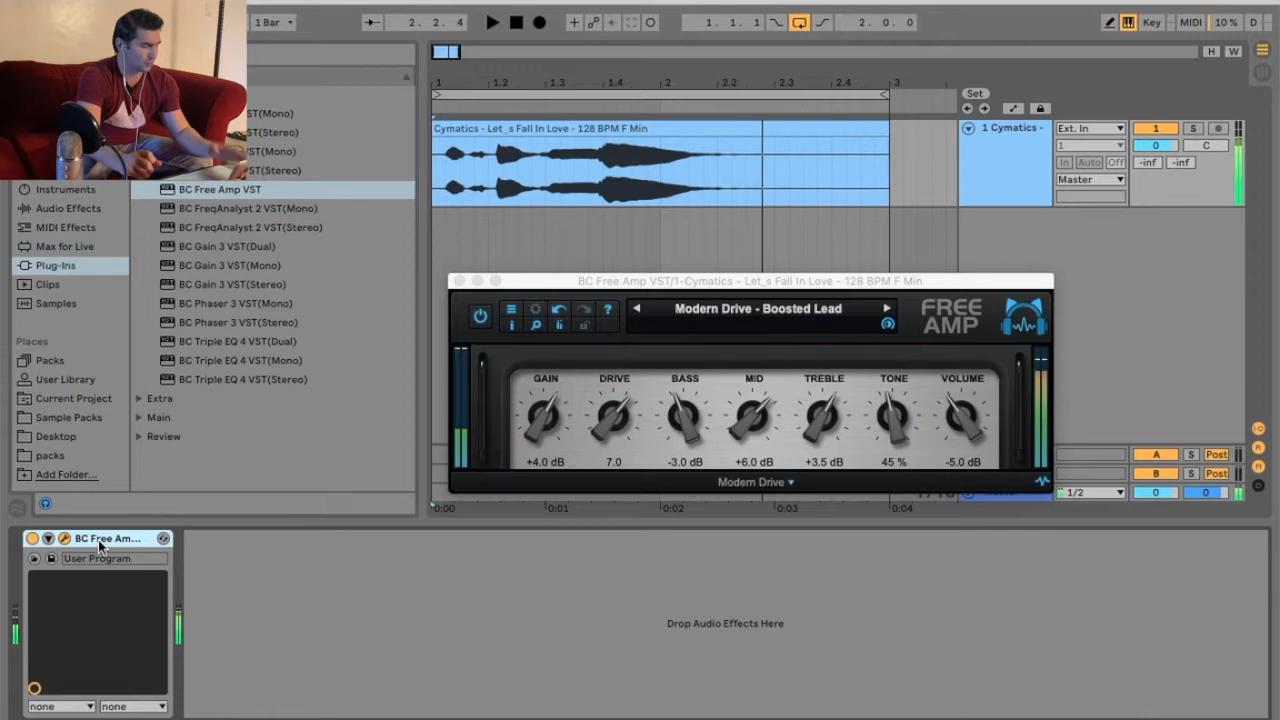 1 Bar
2. 2. 4
1. 1. 1
2. 0. 0
Key
MIDI
10 %
D
H
W
1
1.2
1.3
1.4
2
2.2
2.3
2.4
3
Set
Cymatics - Let_s Fall In Love - 128 BPM F Min
1 Cymatics -
Ext. In
1
S
1
0
C
In
Auto
Off
-inf
-inf
Master
ST(Mono)
ST(Stereo)
ST(Mono)
ST(Stereo)
Instruments
Audio Effects
MIDI Effects
Max for Live
Plug-Ins
Clips
Samples
Places
Packs
User Library
Current Project
Sample Packs
Desktop
packs
Add Folder...
BC Free Amp VST
BC FreqAnalyst 2 VST(Mono)
BC FreqAnalyst 2 VST(Stereo)
BC Gain 3 VST(Dual)
BC Gain 3 VST(Mono)
BC Gain 3 VST(Stereo)
BC Phaser 3 VST(Mono)
BC Phaser 3 VST(Stereo)
BC Triple EQ 4 VST(Dual)
BC Triple EQ 4 VST(Mono)
BC Triple EQ 4 VST(Stereo)
Extra
Main
Review
BC Free Amp VST/1-Cymatics - Let_s Fall In Love - 128 BPM F Min
Modern Drive - Boosted Lead
FREE
AMP
GAIN
DRIVE
BASS
MID
TREBLE
TONE
VOLUME
+4.0 dB
7.0
-3.0 dB
+6.0 dB
+3.5 dB
45 %
-5.0 dB
Modern Drive
A
S
Post
B
S
Post
1/2
0
0
0:00
0:01
0:02
0:03
0:04
BC Free Am...
User Program
none
none
Drop Audio Effects Here